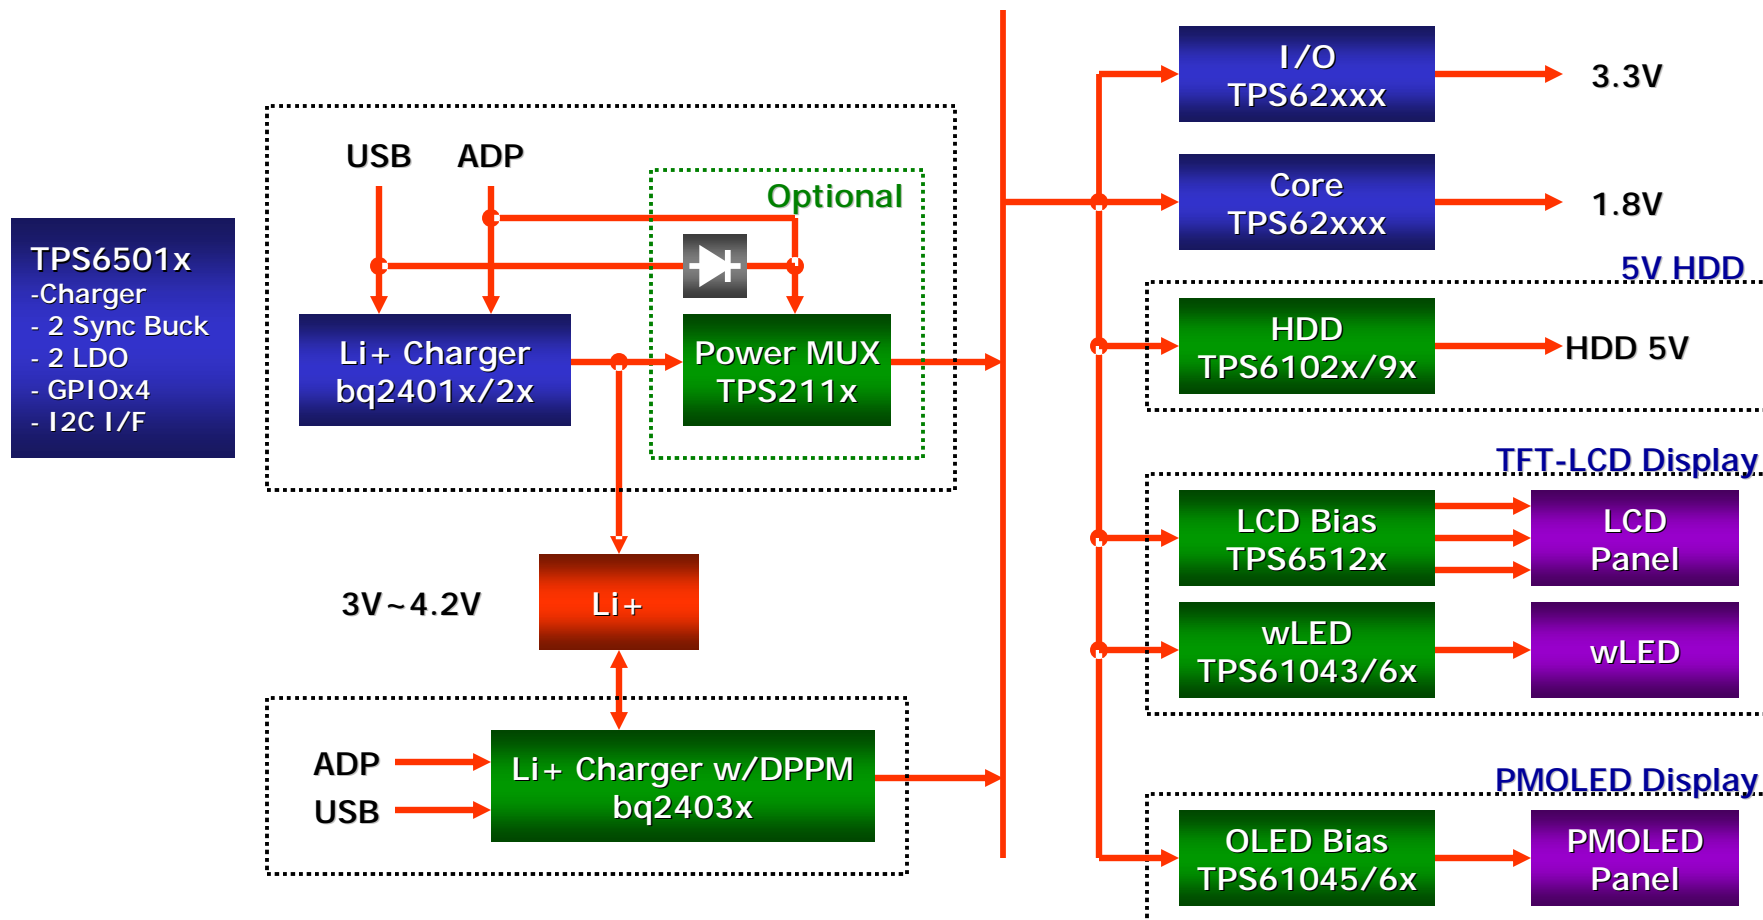 TPS6501x
-Charger
- 2 Sync Buck
- 2 LDO
- GPIOx4
- I2C I/F
USB
ADP
Optional
Li+ Charger
bq2401x/2x
Power MUX
TPS211x
3V~4.2V
Li+
ADP
USB
Li+ Charger w/DPPM
bq2403x
I/O
TPS62xxx
3.3V
Core
TPS62xxx
1.8V
5V HDD
HDD
TPS6102x/9x
HDD 5V
TFT-LCD Display
LCD Bias
TPS6512x
LCD
Panel
wLED
TPS61043/6x
wLED
PMOLED Display
OLED Bias
TPS61045/6x
PMOLED
Panel